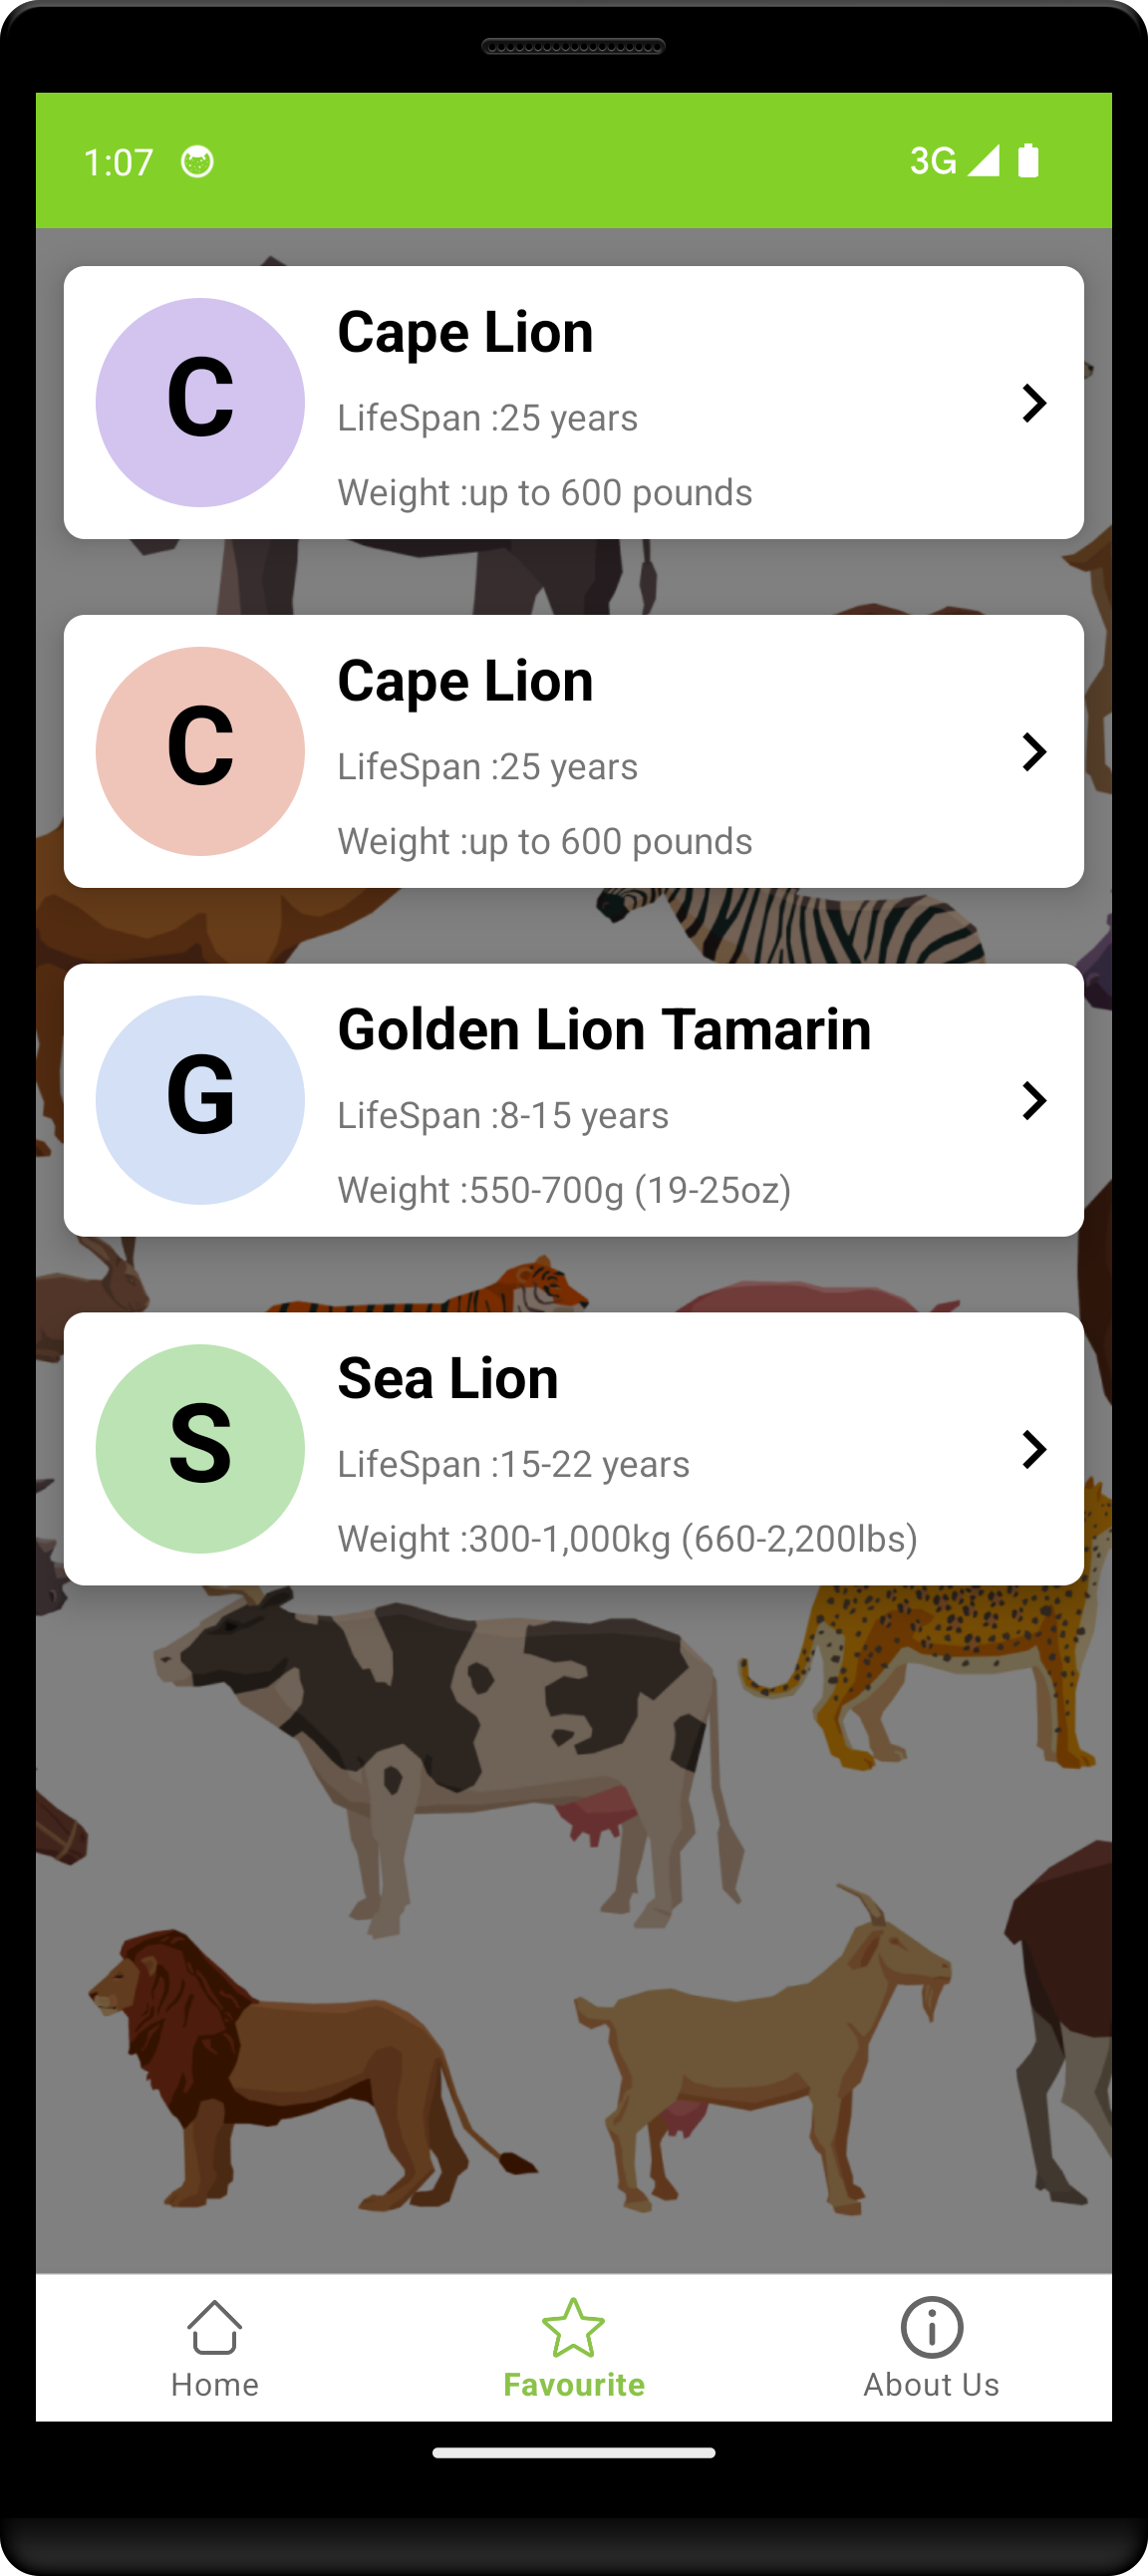 1:07
3G
C
Cape Lion
LifeSpan :25 years
Weight :up to 600 pounds
C
Cape Lion
LifeSpan :25 years
Weight :up to 600 pounds
G
Golden Lion Tamarin
LifeSpan :8-15 years
Weight :550-700g (19-25oz)
S
Sea Lion
LifeSpan :15-22 years
Weight :300-1,000kg (660-2,200lbs)
Home
Favourite
About Us